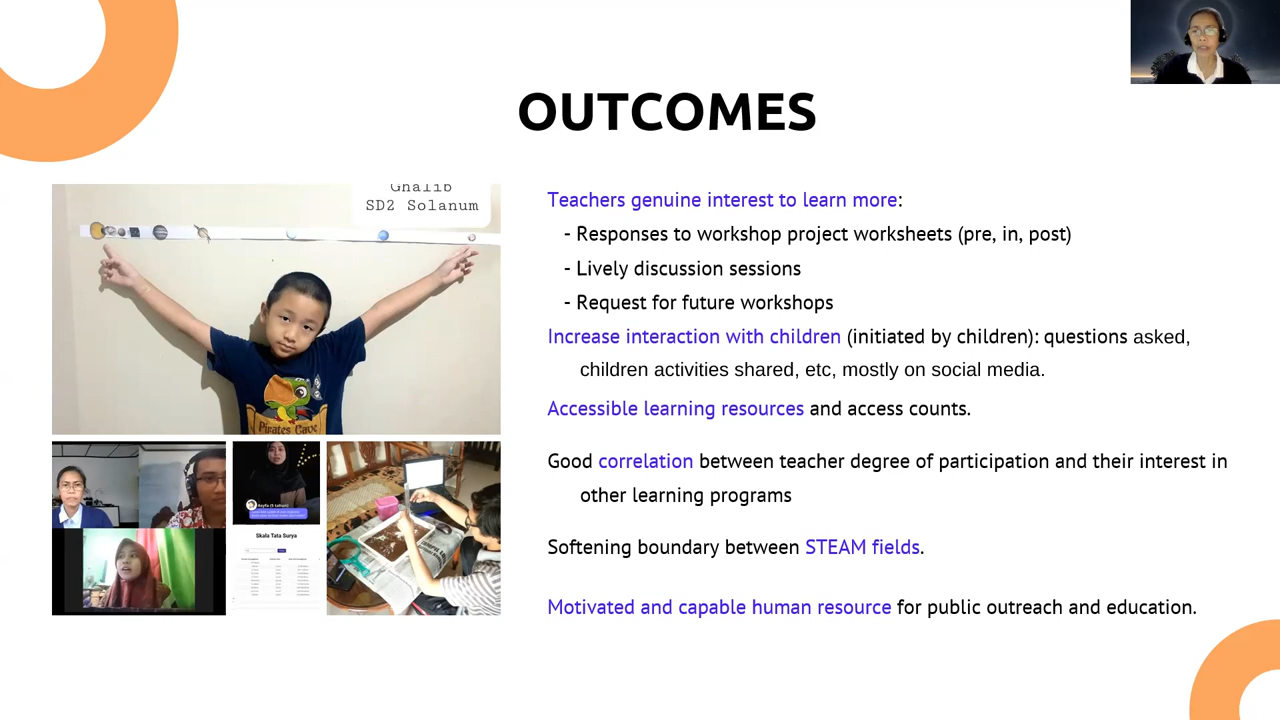 OUTCOMES
Ghalib
SD2 Solanum
Pirates Cave
Skala Tata Surya
Teachers genuine interest to learn more:
- Responses to workshop project worksheets (pre, in, post)
- Lively discussion sessions
- Request for future workshops
Increase interaction with children (initiated by children): questions asked,
children activities shared, etc, mostly on social media.
Accessible learning resources and access counts.
Good correlation between teacher degree of participation and their interest in
other learning programs
Softening boundary between STEAM fields.
Motivated and capable human resource for public outreach and education.